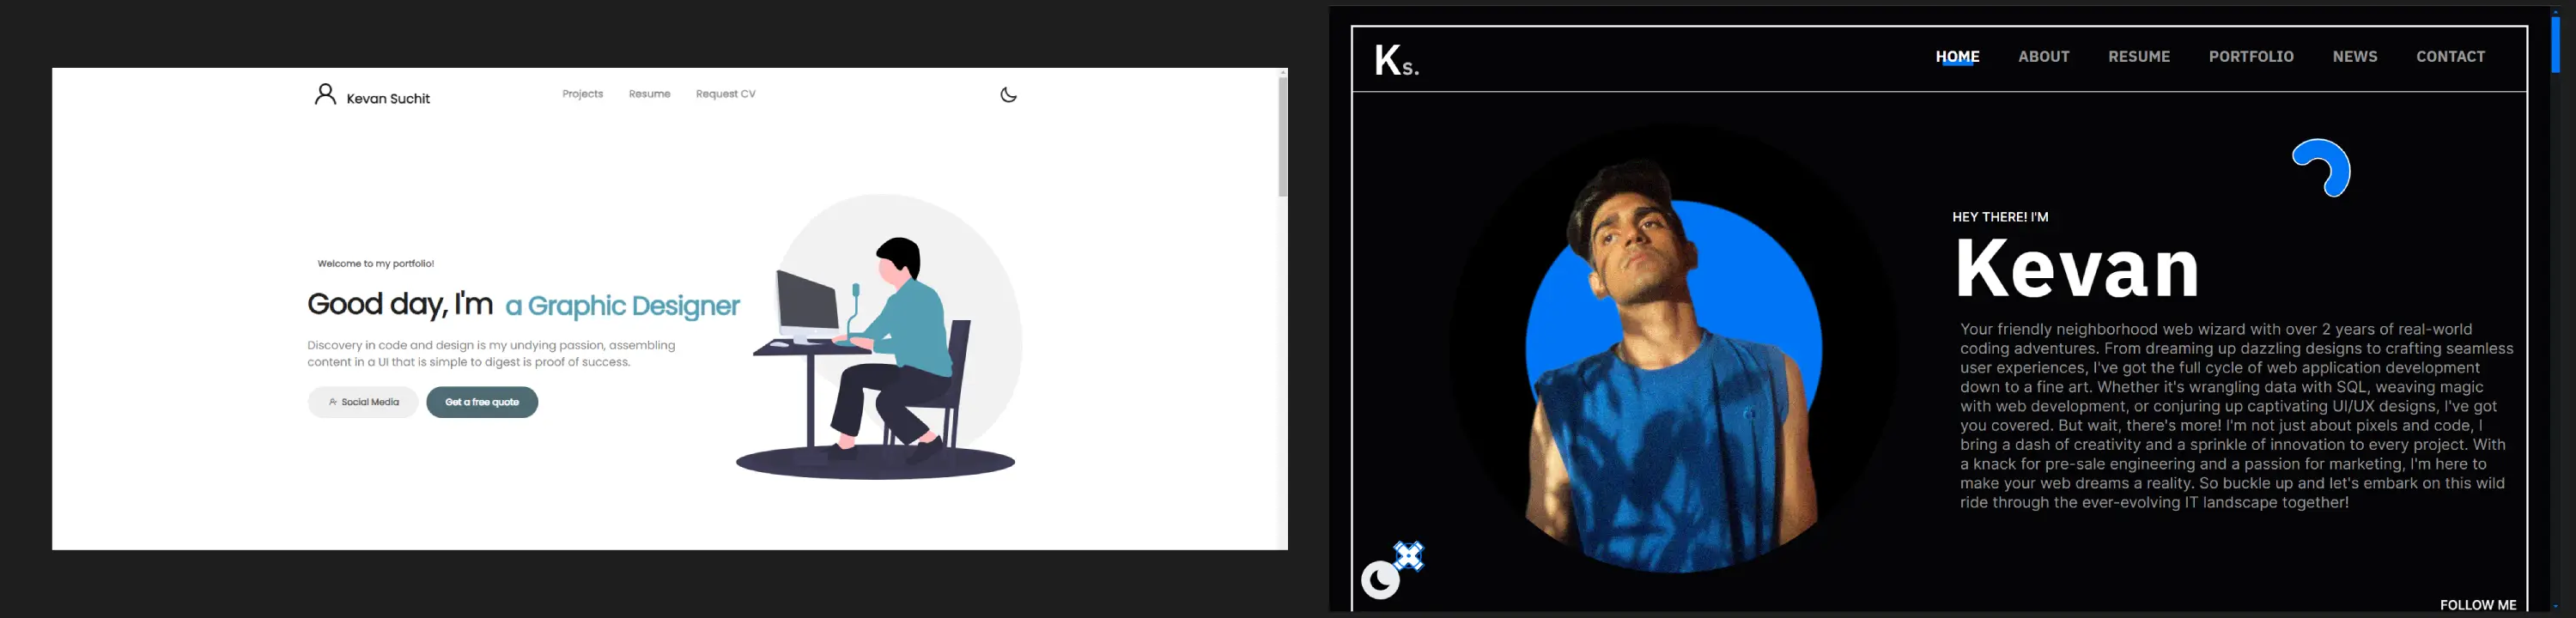 Kevan Suchit
Projects
Resume
Request CV
Welcome to my portfolio!
Good day, I'm a Graphic Designer
Discovery in code and design is my undying passion, assembling
content in a UI that is simple to digest is proof of success.
Social Media
Get a free quote
Ks.
HOME
ABOUT
RESUME
PORTFOLIO
NEWS
CONTACT
HEY THERE! I'M
Kevan
Your friendly neighborhood web wizard with over 2 years of real-world
coding adventures. From dreaming up dazzling designs to crafting seamless
user experiences, I've got the full cycle of web application development
down to a fine art. Whether it's wrangling data with SQL, weaving magic
with web development, or conjuring up captivating UI/UX designs, I've got
you covered. But wait, there's more! I'm not just about pixels and code, I
bring a dash of creativity and a sprinkle of innovation to every project. With
a knack for pre-sale engineering and a passion for marketing, I'm here to
make your web dreams a reality. So buckle up and let's embark on this wild
ride through the ever-evolving IT landscape together!
FOLLOW ME